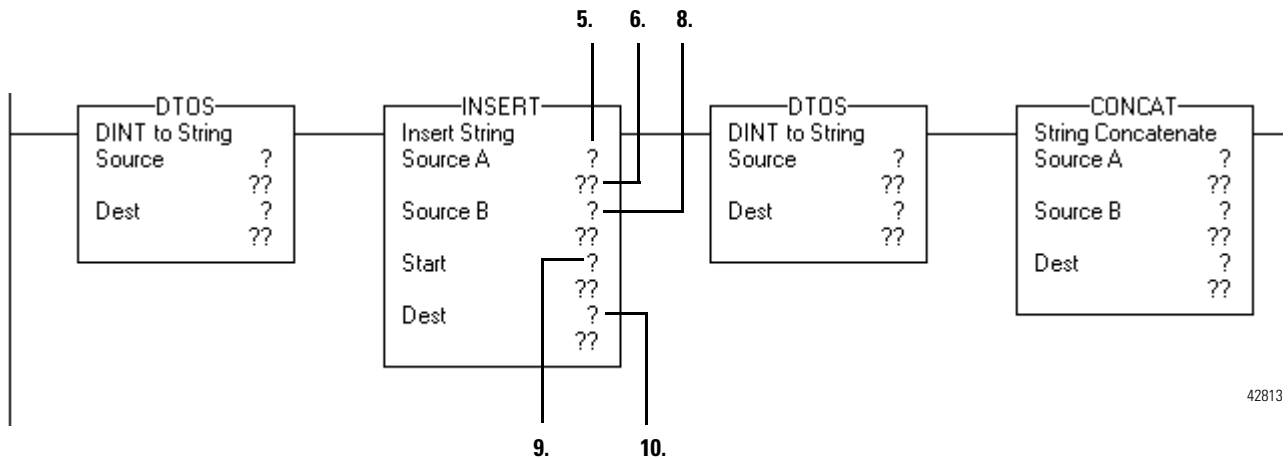 5. 6. 8.
DTOS
DINT to String
Source ?
??
Dest ?
??
INSERT
Insert String
Source A ?
??
Source B ?
??
Start ?
??
Dest ?
??
DTOS
DINT to String
Source ?
??
Dest ?
??
CONCAT
String Concatenate
Source A ?
??
Source B ?
??
Dest ?
??
42813
9. 10.